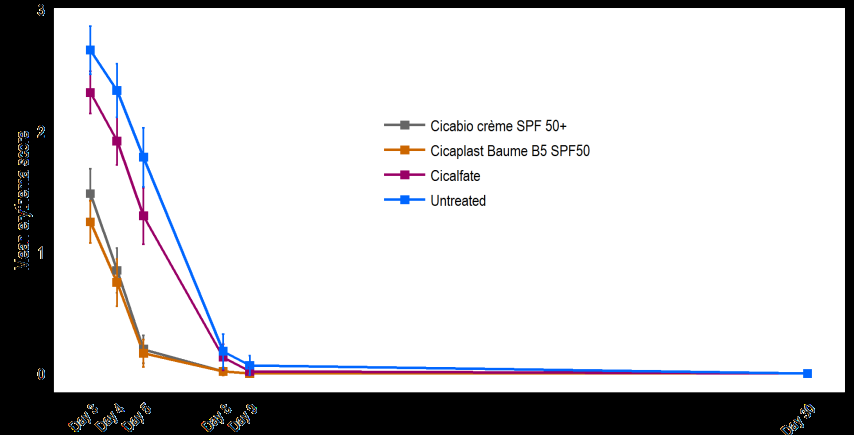 3
2
1
0
Mean erythema score
Cicabio crème SPF 50+
Cicaplast Baume B5 SPF50
Cicalfate
Untreated
Day 3
Day 4
Day 5
Day 8
Day 9
Day 30